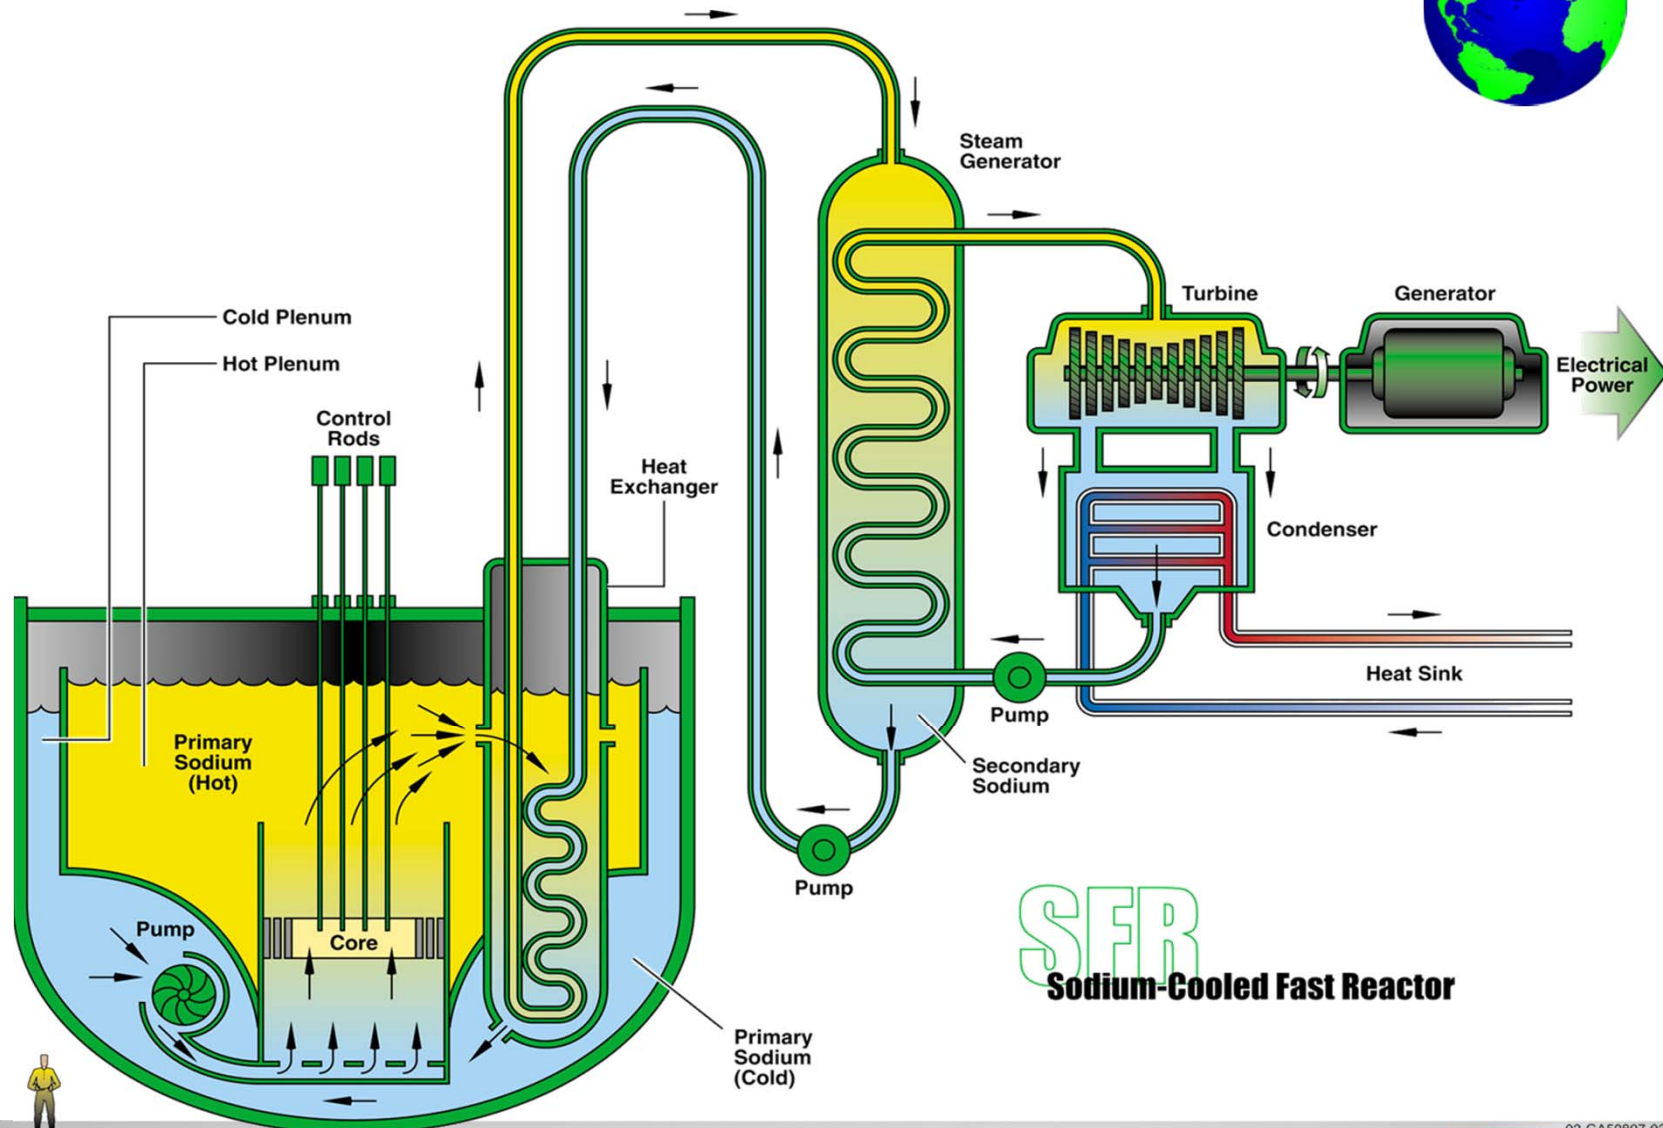 Steam
Generator
Turbine
Generator
Cold Plenum
Hot Plenum
Electrical
Power
Control
Rods
Heat
Exchanger
Condenser
Heat Sink
Pump
Primary
Sodium
(Hot)
Secondary
Sodium
Pump
Pump
Core
SFR
Sodium-Cooled Fast Reactor
Primary
Sodium
(Cold)